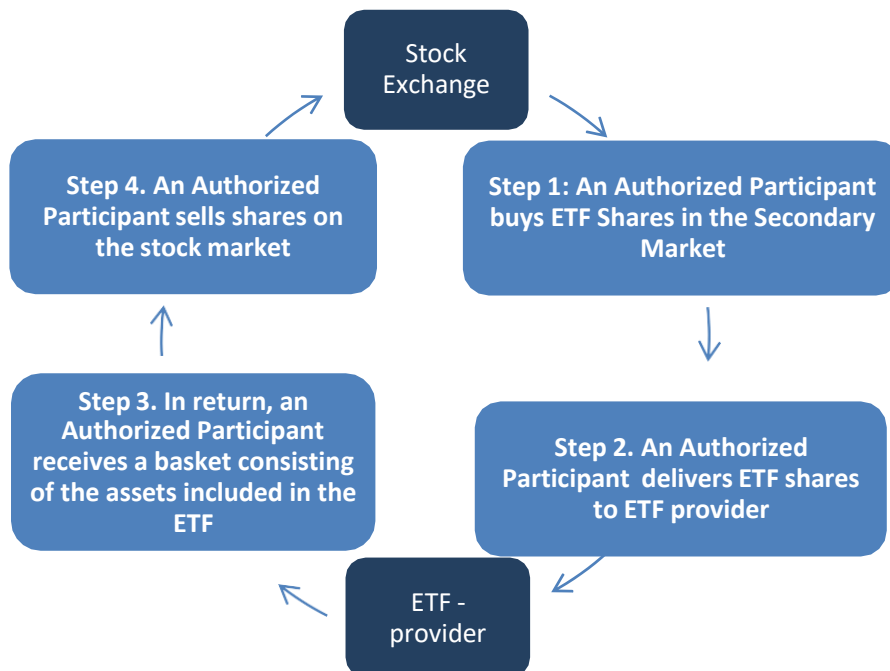 Stock
Exchange
Step 1: An Authorized Participant
buys ETF Shares in the Secondary
Market
Step 2. An Authorized
Participant  delivers ETF shares
to ETF provider
ETF -
provider
Step 3. In return, an
Authorized Participant
receives a basket consisting
of the assets included in the
ETF
Step 4. An Authorized
Participant sells shares on
the stock market